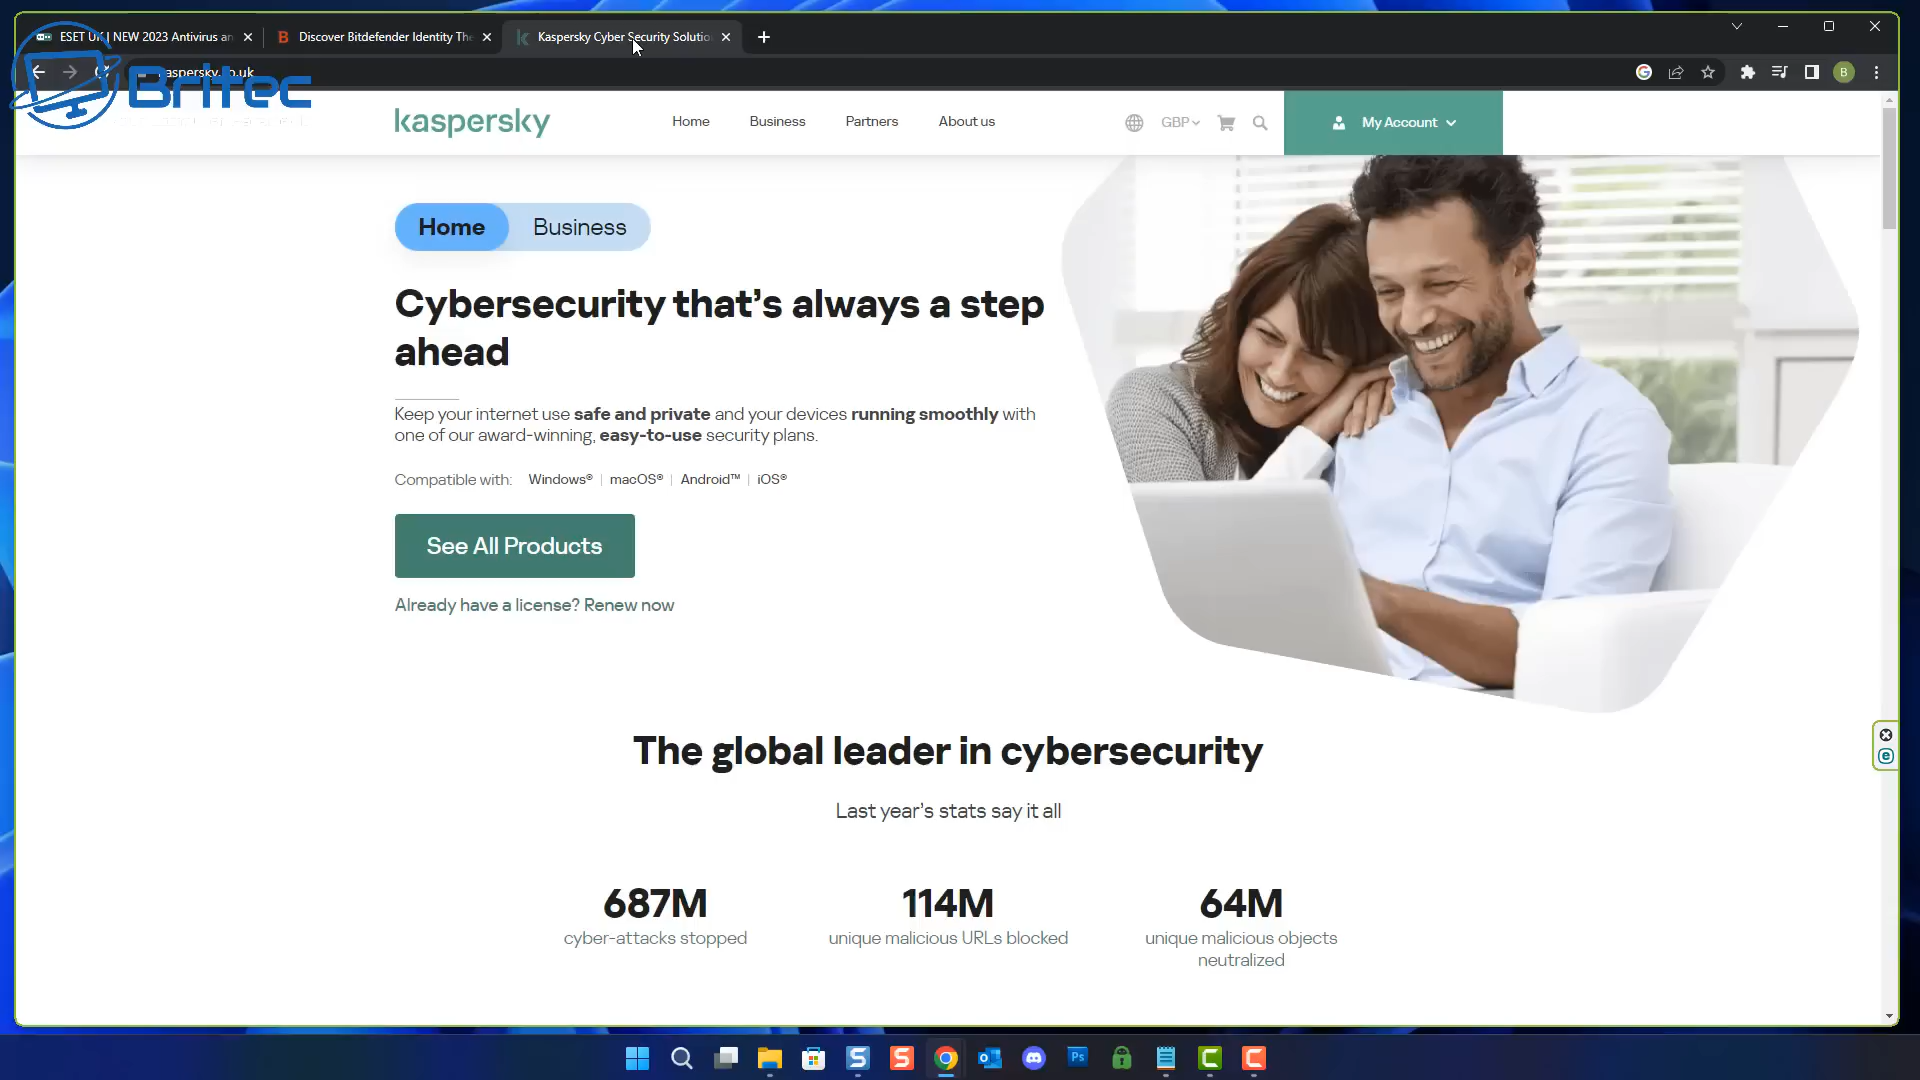 ESET UK | NEW 2023 Antivirus an
Discover Bitdefender Identity The
Kaspersky Cyber Security Solutio
kaspersky.co.uk
Britec
kaspersky
Home
Business
Partners
About us
GBP
My Account
B
Home
Business
Cybersecurity that's always a step
ahead
Keep your internet use safe and private and your devices running smoothly with
one of our award-winning, easy-to-use security plans.
Compatible with: Windows® | macOS® | Android™ | iOS®
See All Products
Already have a license? Renew now
The global leader in cybersecurity
Last year's stats say it all
687M
cyber-attacks stopped
114M
unique malicious URLs blocked
64M
unique malicious objects
neutralized